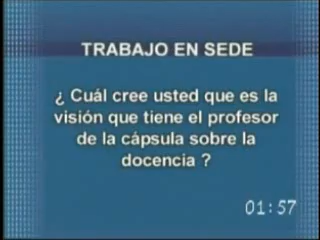 TRABAJO EN SEDE
¿ Cuál cree usted que es la
visión que tiene el profesor
de la cápsula sobre la
docencia ?
01:57